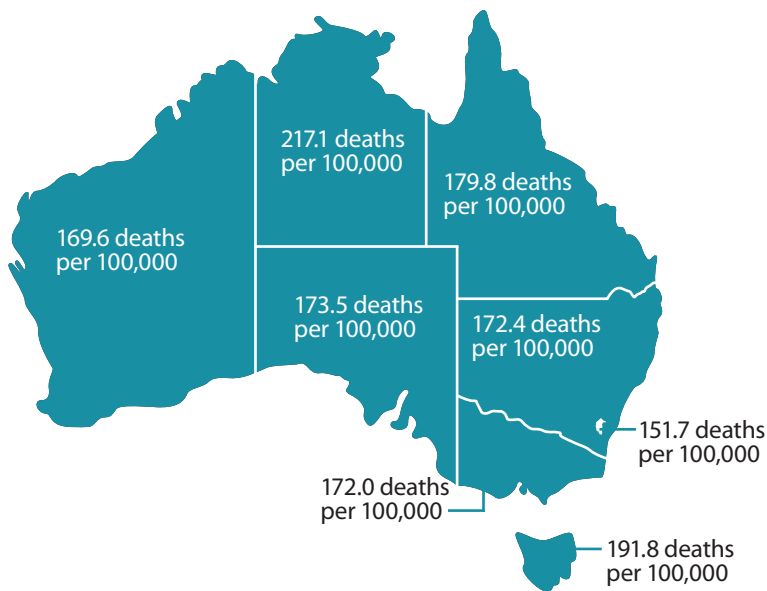 217.1 deaths
per 100,000
179.8 deaths
per 100,000
169.6 deaths
per 100,000
173.5 deaths
per 100,000
172.4 deaths
per 100,000
151.7 deaths
per 100,000
172.0 deaths
per 100,000
191.8 deaths
per 100,000